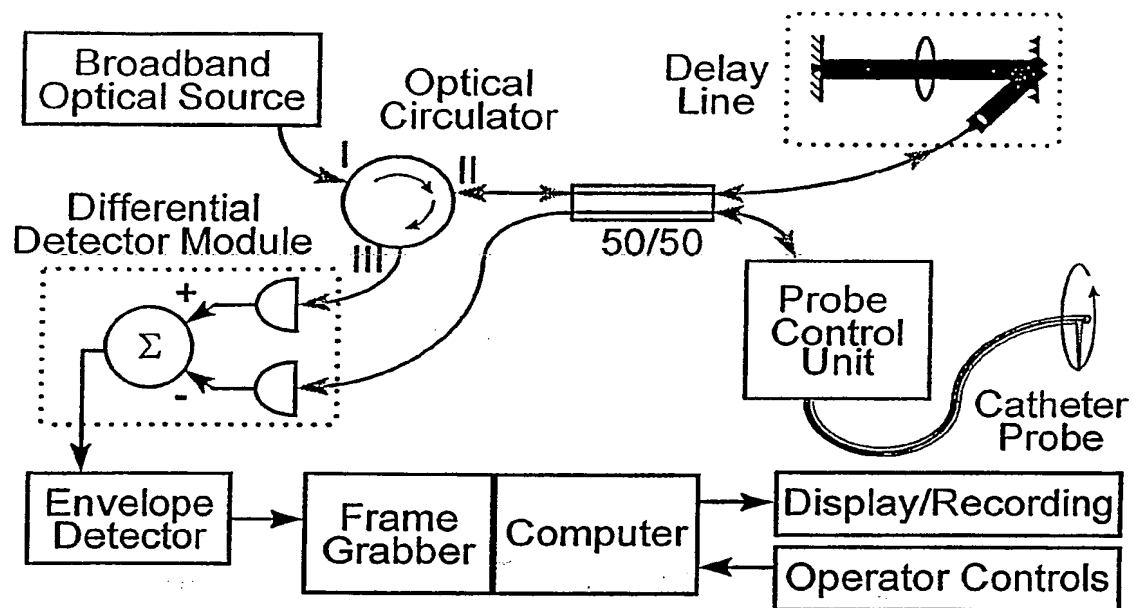 Broadband
Optical Source
Optical
Circulator
Delay
Line
I
II
III
Differential
Detector Module
50/50
+
Σ
-
Probe
Control
Unit
Catheter
Probe
Envelope
Detector
Frame
Grabber
Computer
Display/Recording
Operator Controls